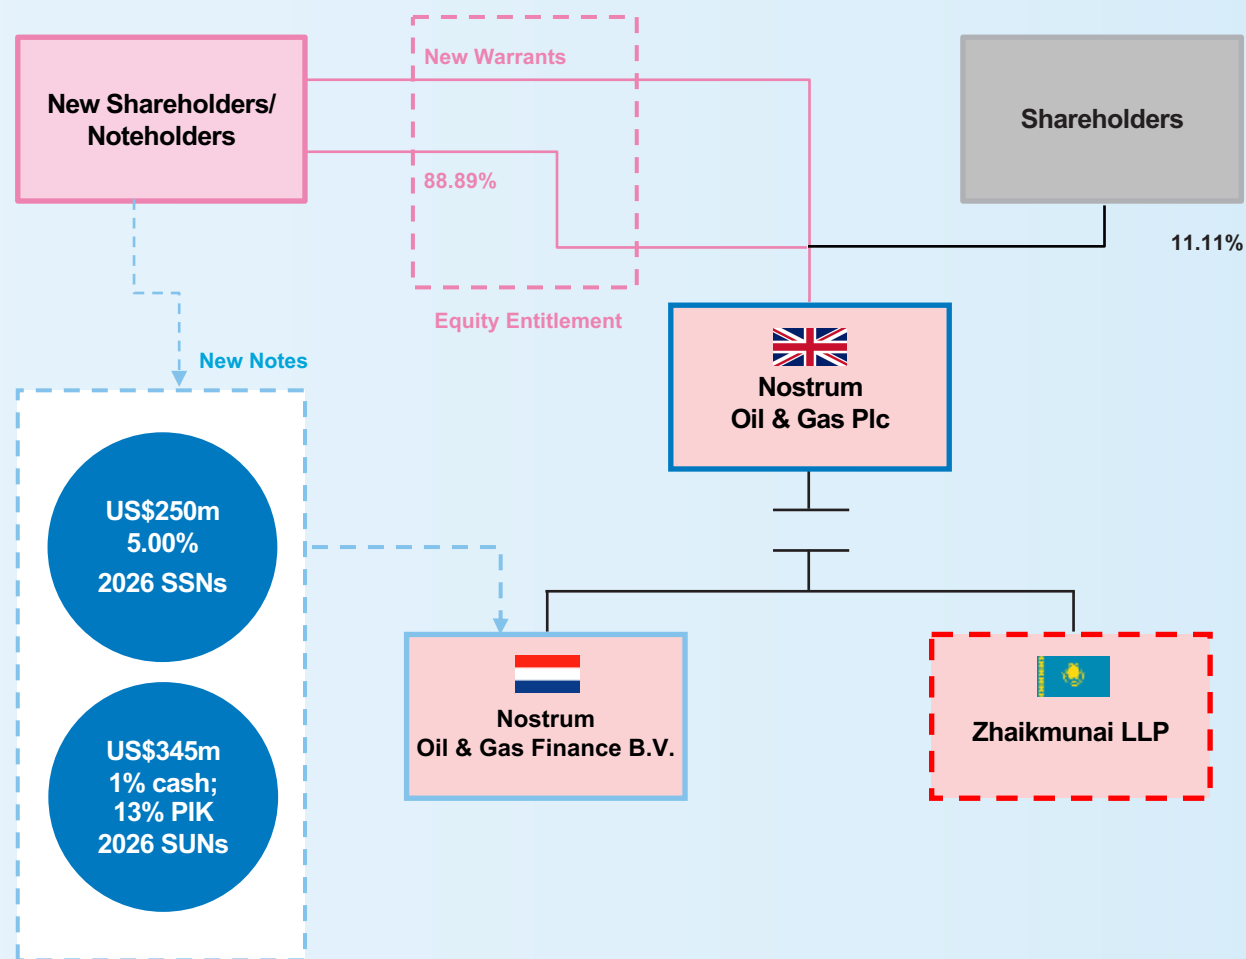 New Warrants
New Shareholders/
Noteholders
Shareholders
88.89%
11.11%
Equity Entitlement
New Notes
Nostrum
Oil & Gas Plc
US$250m
5.00%
2026 SSNs
Nostrum
Oil & Gas Finance B.V.
Zhaikmunai LLP
US$345m
1% cash;
13% PIK
2026 SUNs